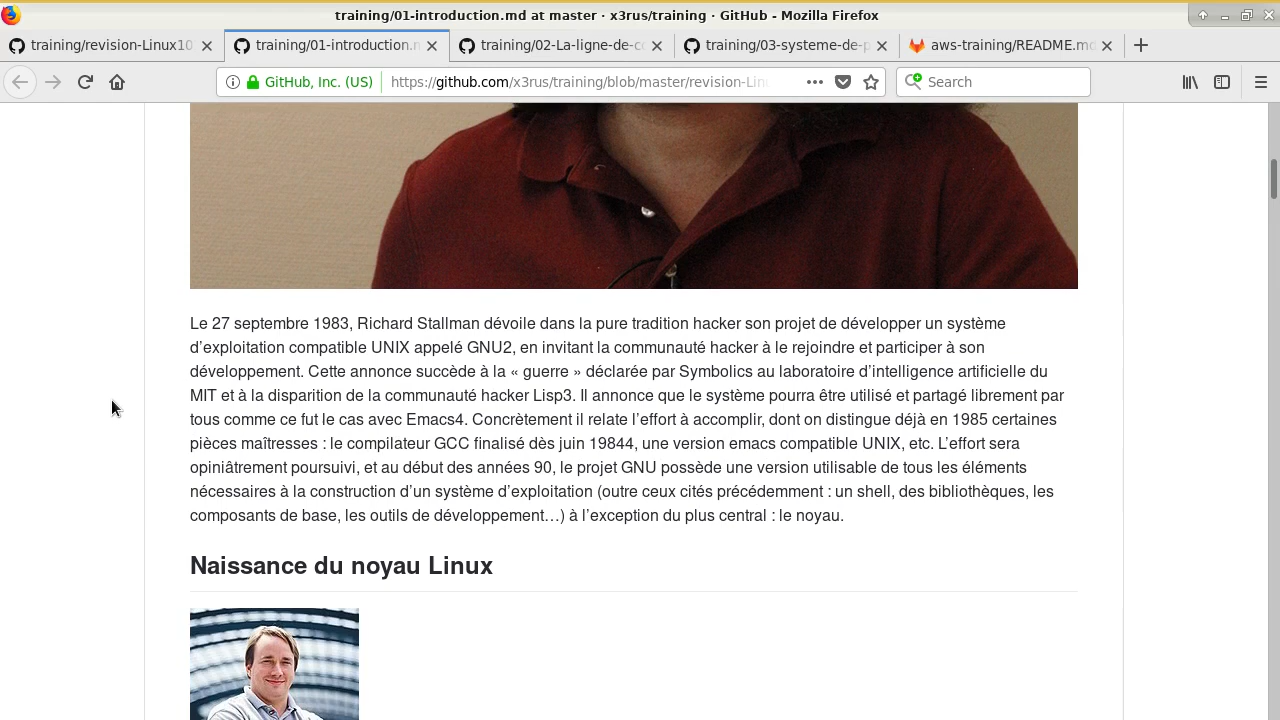 training/01-introduction.md at master · x3rus/training · GitHub - Mozilla Firefox
training/revision-Linux10
training/01-introduction.
training/02-La-ligne-de-c
training/03-systeme-de-p
aws-training/README.md
GitHub, Inc. (US)
https://github.com/x3rus/training/blob/master/revision-Lin
Search
Le 27 septembre 1983, Richard Stallman dévoile dans la pure tradition hacker son projet de développer un système
d’exploitation compatible UNIX appelé GNU2, en invitant la communauté hacker à le rejoindre et participer à son
développement. Cette annonce succède à la « guerre » déclarée par Symbolics au laboratoire d’intelligence artificielle du
MIT et à la disparition de la communauté hacker Lisp3. Il annonce que le système pourra être utilisé et partagé librement par
tous comme ce fut le cas avec Emacs4. Concrètement il relate l’effort à accomplir, dont on distingue déjà en 1985 certaines
pièces maîtresses : le compilateur GCC finalisé dès juin 19844, une version emacs compatible UNIX, etc. L’effort sera
opiniâtrement poursuivi, et au début des années 90, le projet GNU possède une version utilisable de tous les éléments
nécessaires à la construction d’un système d’exploitation (outre ceux cités précédemment : un shell, des bibliothèques, les
composants de base, les outils de développement…) à l’exception du plus central : le noyau.
Naissance du noyau Linux